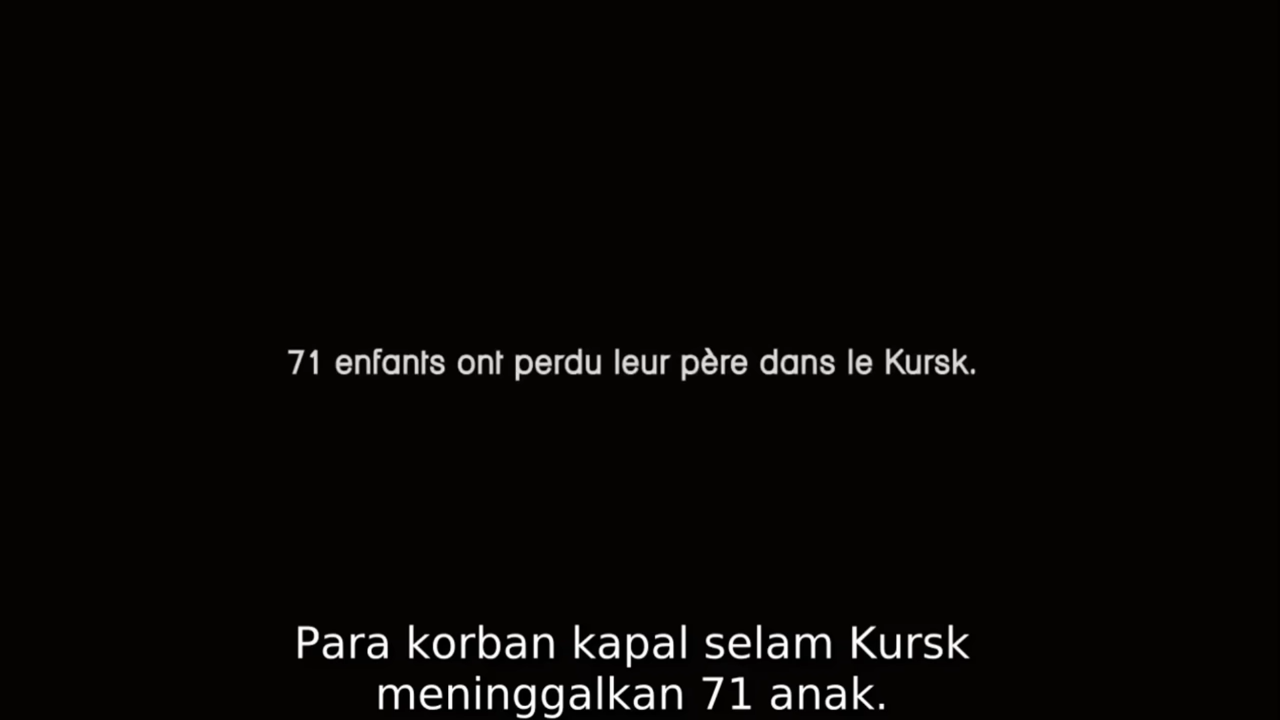 71 enfants ont perdu leur père dans le Kursk.
Para korban kapal selam Kursk
meninggalkan 71 anak.